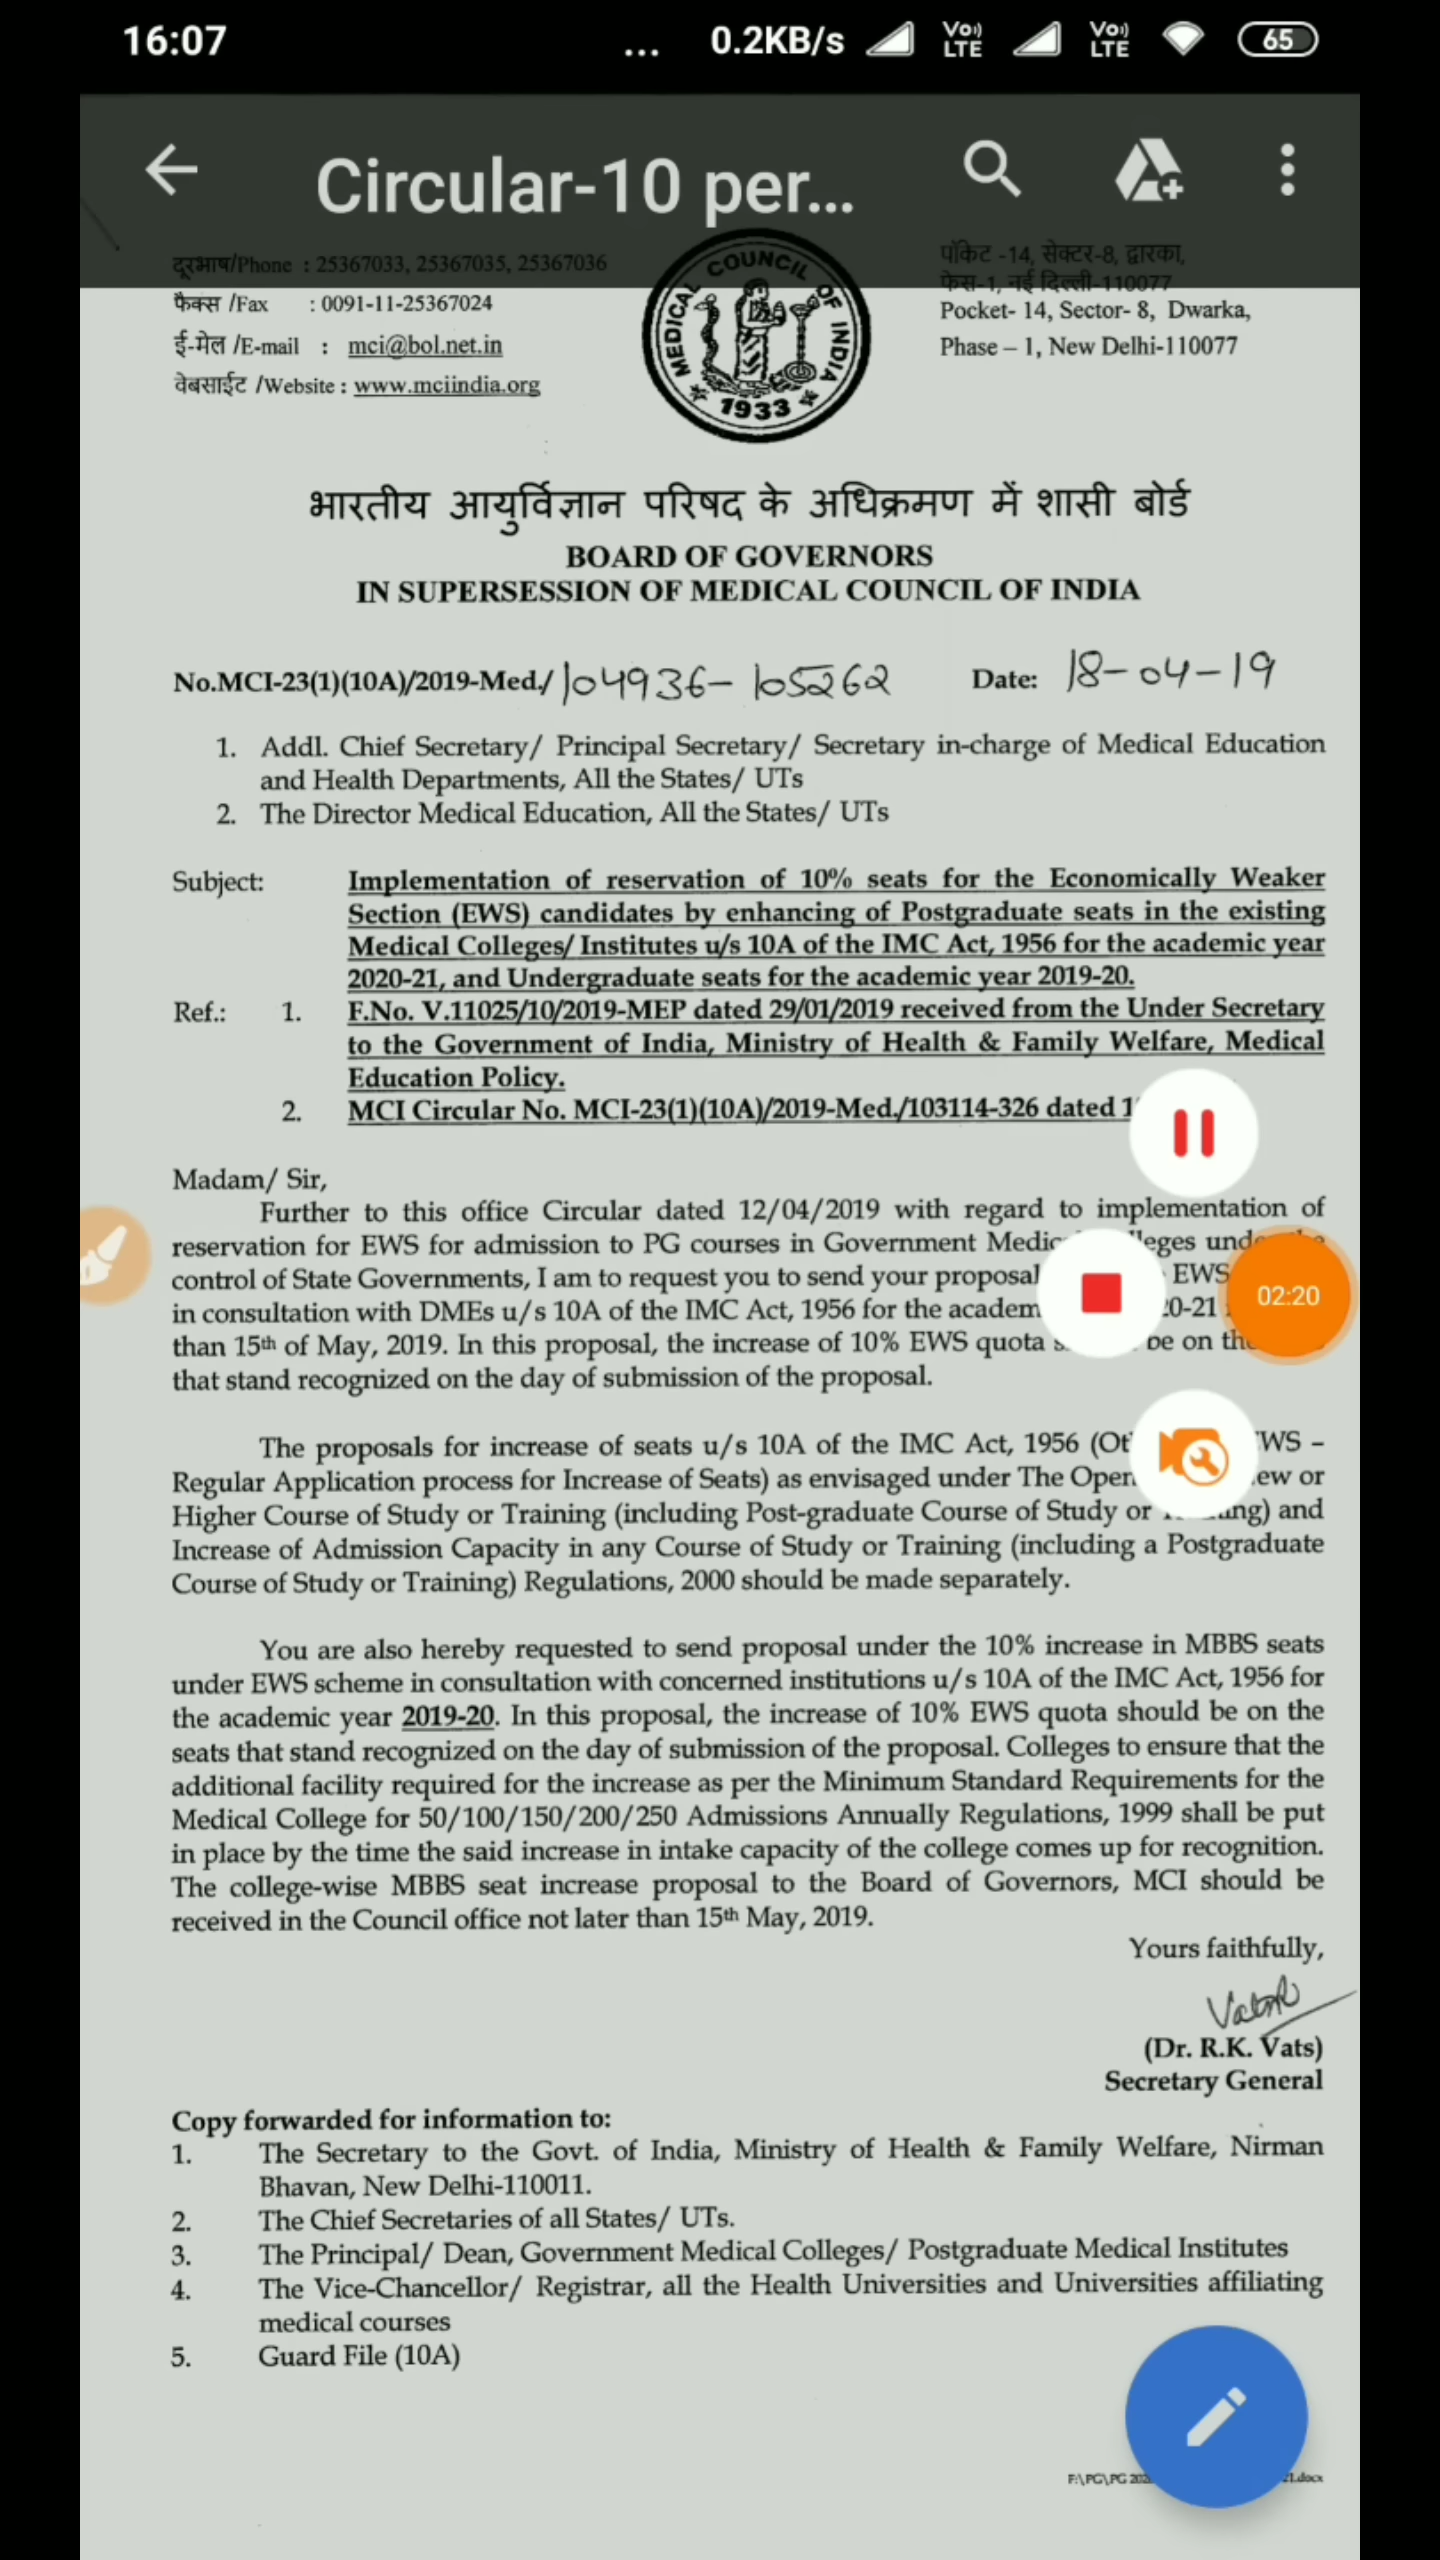 16:07
... 0.2KB/s Vo)) LTE Vo)) LTE 65
Circular-10 per...
दूरभाष/Phone : 25367033, 25367035, 25367036
फैक्स /Fax : 0091-11-25367024
ई-मेल /E-mail : mci@bol.net.in
वेबसाईट /Website : www.mciindia.org
MEDICAL COUNCIL OF INDIA
1933
पॉकेट -14, सेक्टर-8, द्वारका,
फेस-1, नई दिल्ली-110077
Pocket- 14, Sector- 8, Dwarka,
Phase – 1, New Delhi-110077
भारतीय आयुर्विज्ञान परिषद के अधिक्रमण में शासी बोर्ड
BOARD OF GOVERNORS
IN SUPERSESSION OF MEDICAL COUNCIL OF INDIA
No.MCI-23(1)(10A)/2019-Med./ 104936- 105262 Date: 18-04-19
1. Addl. Chief Secretary/ Principal Secretary/ Secretary in-charge of Medical Education
and Health Departments, All the States/ UTs
2. The Director Medical Education, All the States/ UTs
Subject: Implementation of reservation of 10% seats for the Economically Weaker
Section (EWS) candidates by enhancing of Postgraduate seats in the existing
Medical Colleges/ Institutes u/s 10A of the IMC Act, 1956 for the academic year
2020-21, and Undergraduate seats for the academic year 2019-20.
Ref.: 1. F.No. V.11025/10/2019-MEP dated 29/01/2019 received from the Under Secretary
to the Government of India, Ministry of Health & Family Welfare, Medical
Education Policy.
2. MCI Circular No. MCI-23(1)(10A)/2019-Med./103114-326 dated
Madam/ Sir,
Further to this office Circular dated 12/04/2019 with regard to implementation of
reservation for EWS for admission to PG courses in Government
control of State Governments, I am to request you to send your proposal EWS
02:20
in consultation with DMEs u/s 10A of the IMC Act, 1956 for the
than 15th of May, 2019. In this proposal, the increase of 10% EWS quota be on
that stand recognized on the day of submission of the proposal.
The proposals for increase of seats u/s 10A of the IMC Act, 1956 –
Regular Application process for Increase of Seats) as envisaged under The or
Higher Course of Study or Training (including Post-graduate Course of Study or and
Increase of Admission Capacity in any Course of Study or Training (including a Postgraduate
Course of Study or Training) Regulations, 2000 should be made separately.
You are also hereby requested to send proposal under the 10% increase in MBBS seats
under EWS scheme in consultation with concerned institutions u/s 10A of the IMC Act, 1956 for
the academic year 2019-20. In this proposal, the increase of 10% EWS quota should be on the
seats that stand recognized on the day of submission of the proposal. Colleges to ensure that the
additional facility required for the increase as per the Minimum Standard Requirements for the
Medical College for 50/100/150/200/250 Admissions Annually Regulations, 1999 shall be put
in place by the time the said increase in intake capacity of the college comes up for recognition.
The college-wise MBBS seat increase proposal to the Board of Governors, MCI should be
received in the Council office not later than 15th May, 2019.
Yours faithfully,
(Dr. R.K. Vats)
Secretary General
Copy forwarded for information to:
1. The Secretary to the Govt. of India, Ministry of Health & Family Welfare, Nirman
Bhavan, New Delhi-110011.
2. The Chief Secretaries of all States/ UTs.
3. The Principal/ Dean, Government Medical Colleges/ Postgraduate Medical Institutes
4. The Vice-Chancellor/ Registrar, all the Health Universities and Universities affiliating
medical courses
5. Guard File (10A)
F:\PG\PG